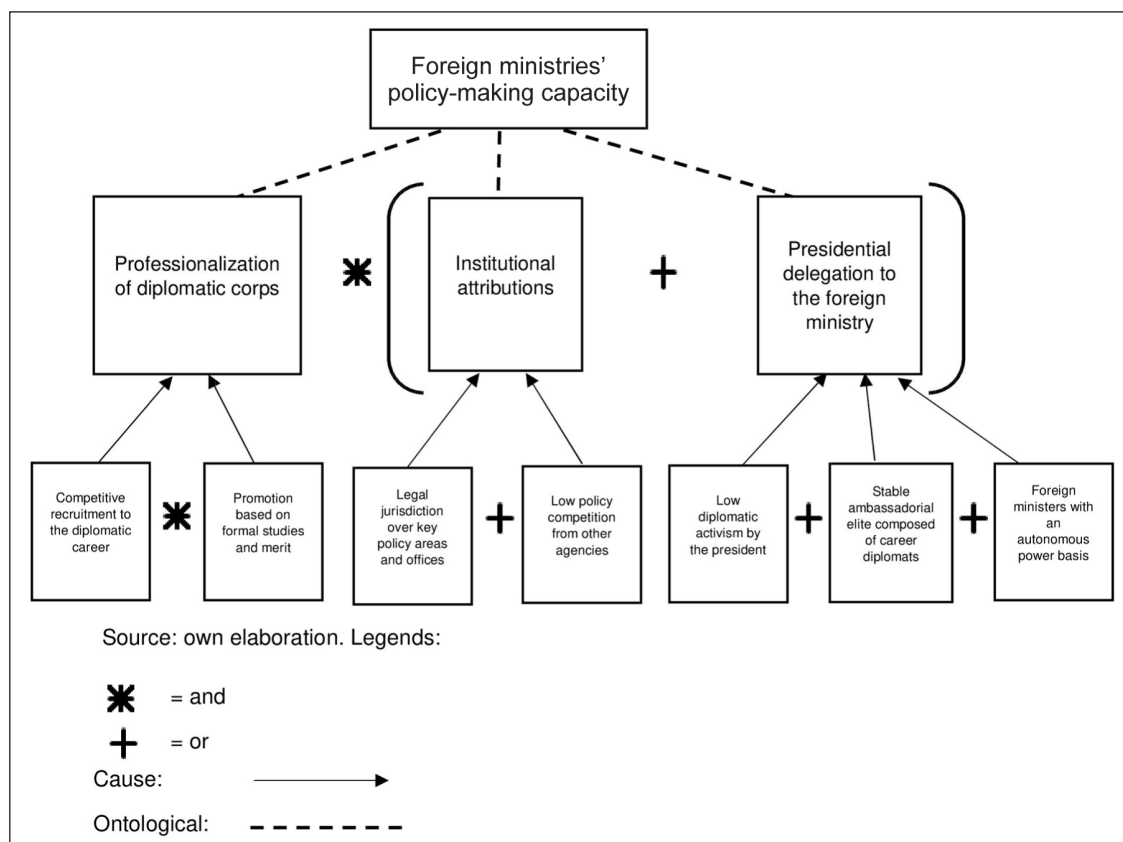 Foreign ministries'
policy-making capacity
Professionalization
of diplomatic corps
Institutional
attributions
Presidential
delegation to
the foreign
ministry
Competitive
recruitment to
the diplomatic
career
Promotion
based on
formal studies
and merit
Legal
jurisdiction
over key
policy areas
and offices
Low policy
competition
from other
agencies
Low
diplomatic
activism by
the president
Stable
ambassadorial
elite composed
of career
diplomats
Foreign
ministers with
an
autonomous
power basis
Source: own elaboration. Legends:
= and
= or
Cause:
Ontological: